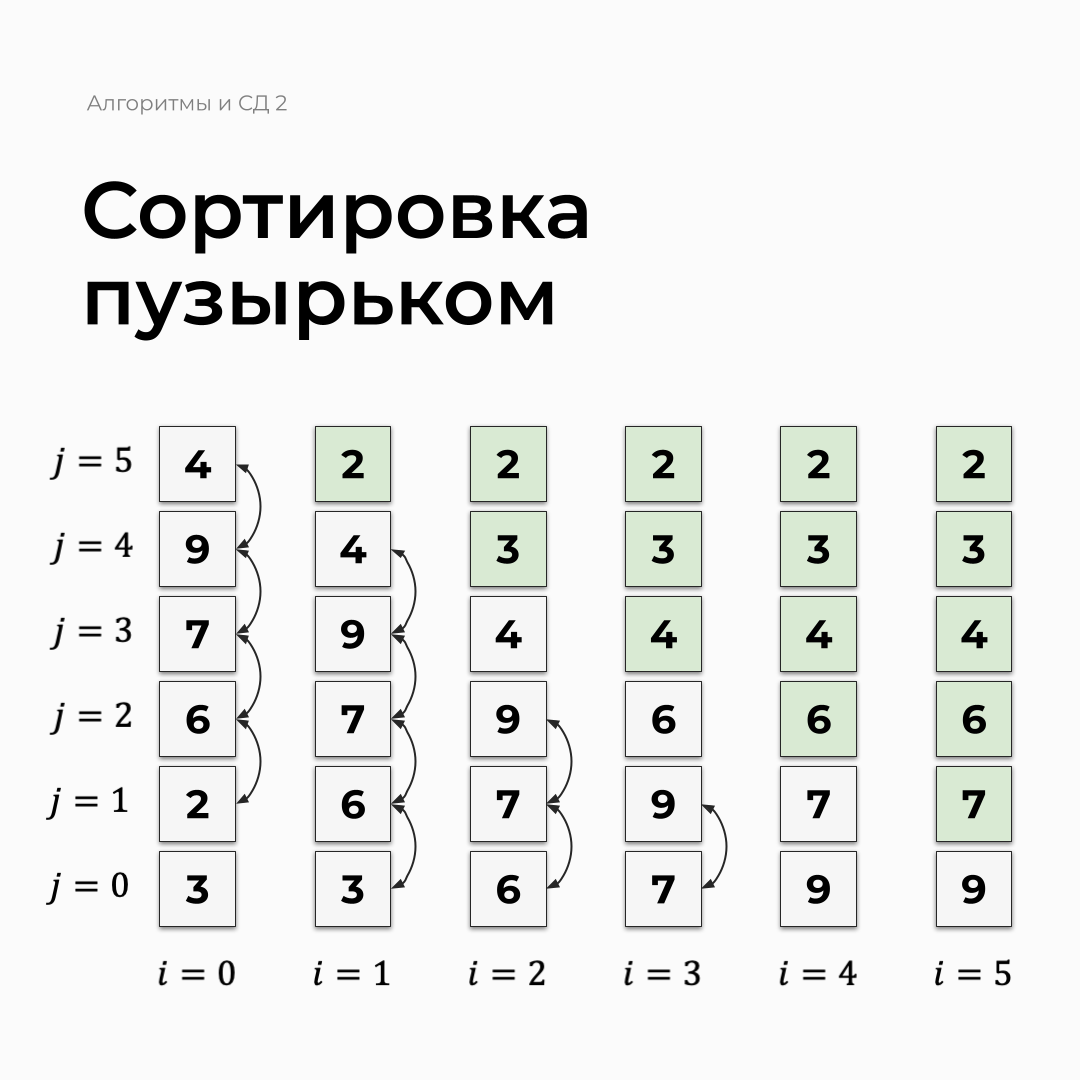 Алгоритмы и СД 2
Сортировка
пузырьком
j = 5 4 2 2 2 2 2
j = 4 9 4 3 3 3 3
j = 3 7 9 4 4 4 4
j = 2 6 7 9 6 6 6
j = 1 2 6 7 9 7 7
j = 0 3 3 6 7 9 9
i = 0 i = 1 i = 2 i = 3 i = 4 i = 5